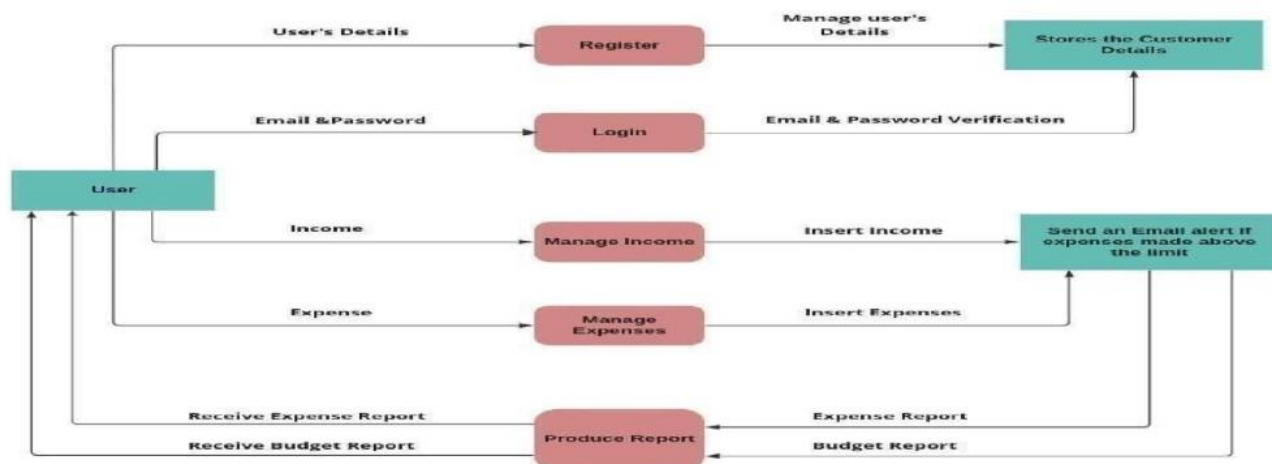 User's Details
Register
Manage user's
Details
Stores the Customer
Details
Email &Password
Login
Email & Password Verification
User
Income
Manage Income
Insert Income
Send an Email alert if
expenses made above
the limit
Expense
Manage
Expenses
Insert Expenses
Receive Expense Report
Produce Report
Expense Report
Receive Budget Report
Budget Report